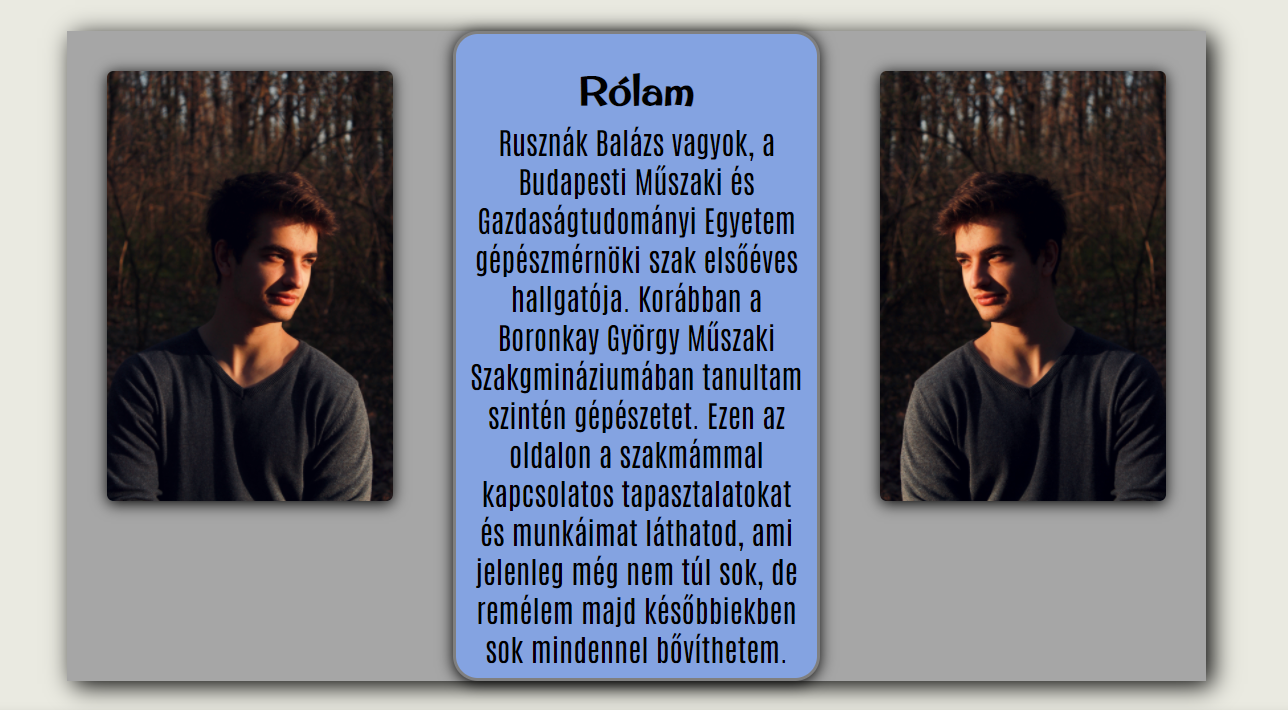 Rólam
Rusznák Balázs vagyok, a
Budapesti Műszaki és
Gazdaságtudományi Egyetem
gépészmérnöki szak elsőéves
hallgatója. Korábban a
Boronkay György Műszaki
Szakgmináziumában tanultam
szintén gépészetet. Ezen az
oldalon a szakmámmal
kapcsolatos tapasztalatokat
és munkáimat láthatod, ami
jelenleg még nem túl sok, de
remélem majd későbbiekben
sok mindennel bővíthetem.